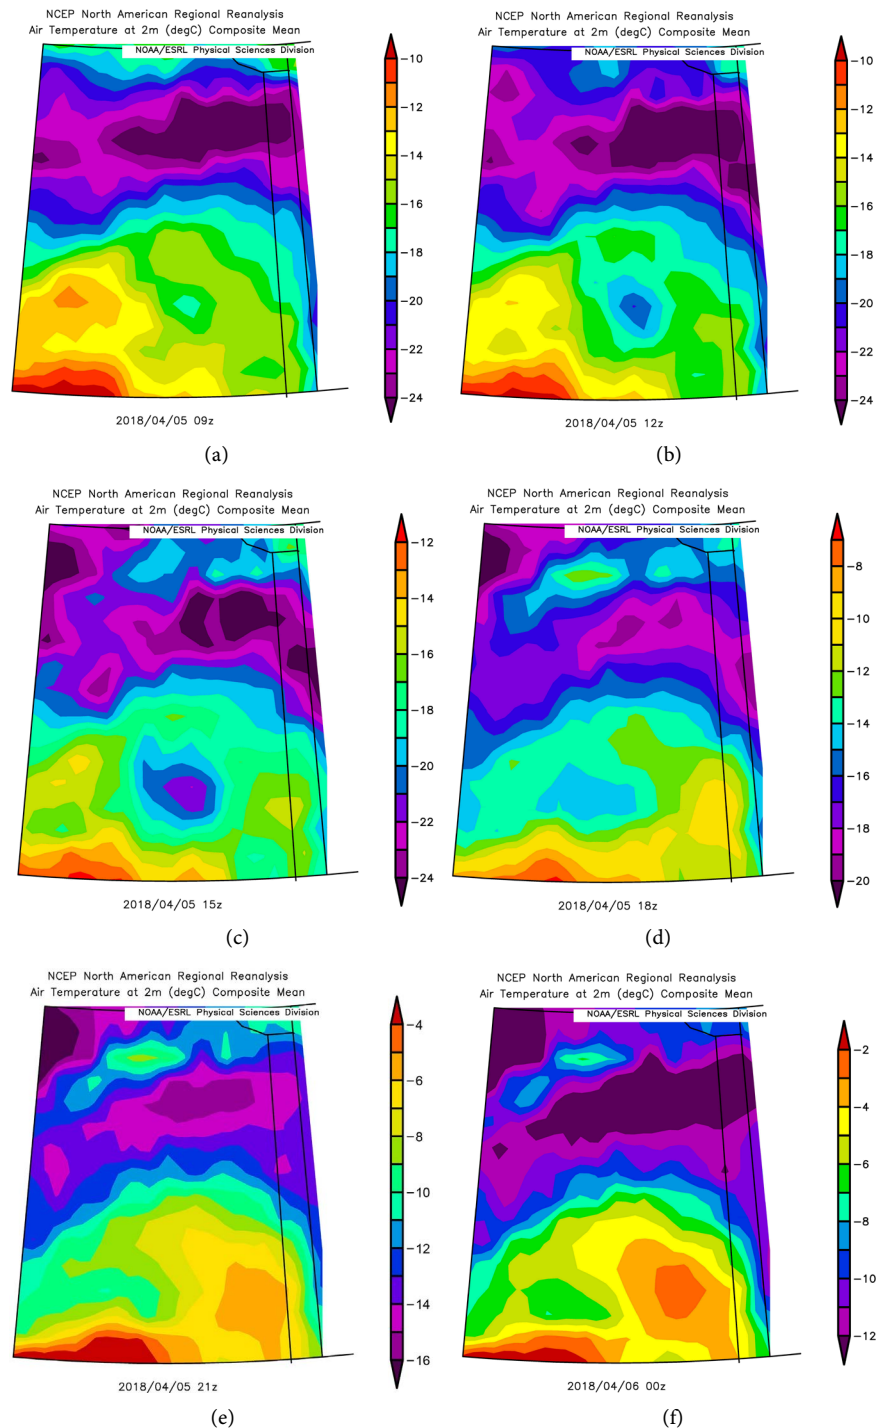 NCEP North American Regional Reanalysis
Air Temperature at 2m (degC) Composite Mean
NOAA/ESRL Physical Sciences Division
-10
-12
-14
-16
-18
-20
-22
-24
2018/04/05 09z
(a)
NCEP North American Regional Reanalysis
Air Temperature at 2m (degC) Composite Mean
NOAA/ESRL Physical Sciences Division
-10
-12
-14
-16
-18
-20
-22
-24
2018/04/05 12z
(b)
NCEP North American Regional Reanalysis
Air Temperature at 2m (degC) Composite Mean
NOAA/ESRL Physical Sciences Division
-12
-14
-16
-18
-20
-22
-24
2018/04/05 15z
(c)
NCEP North American Regional Reanalysis
Air Temperature at 2m (degC) Composite Mean
NOAA/ESRL Physical Sciences Division
-8
-10
-12
-14
-16
-18
-20
2018/04/05 18z
(d)
NCEP North American Regional Reanalysis
Air Temperature at 2m (degC) Composite Mean
NOAA/ESRL Physical Sciences Division
-4
-6
-8
-10
-12
-14
-16
2018/04/05 21z
(e)
NCEP North American Regional Reanalysis
Air Temperature at 2m (degC) Composite Mean
NOAA/ESRL Physical Sciences Division
-2
-4
-6
-8
-10
-12
2018/04/06 00z
(f)